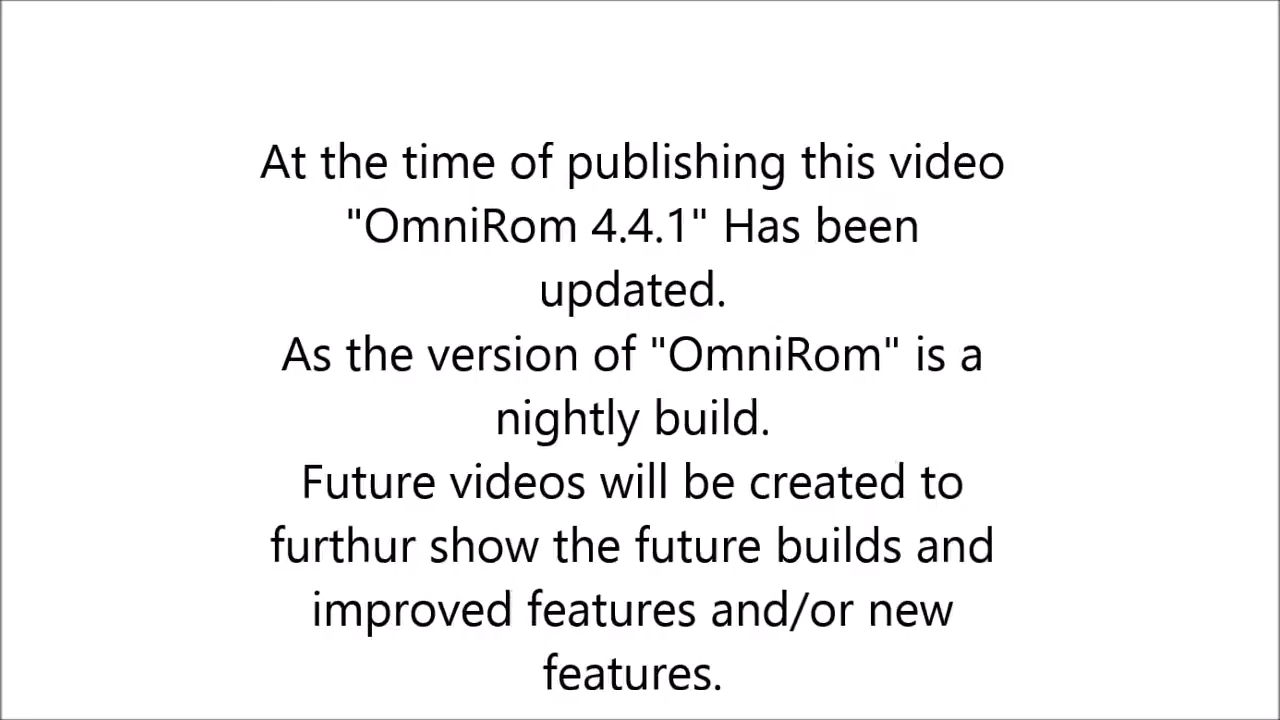 At the time of publishing this video
"OmniRom 4.4.1" Has been
updated.
As the version of "OmniRom" is a
nightly build.
Future videos will be created to
furthur show the future builds and
improved features and/or new
features.